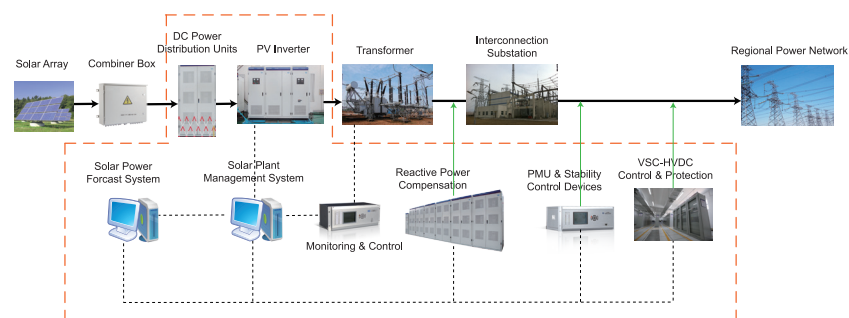 DC Power
Distribution Units
PV Inverter
Transformer
Interconnection
Substation
Solar Array
Combiner Box
Regional Power Network
Solar Power
Forcast System
Solar Plant
Management System
Reactive Power
Compensation
PMU & Stability
Control Devices
VSC-HVDC
Control & Protection
Monitoring & Control